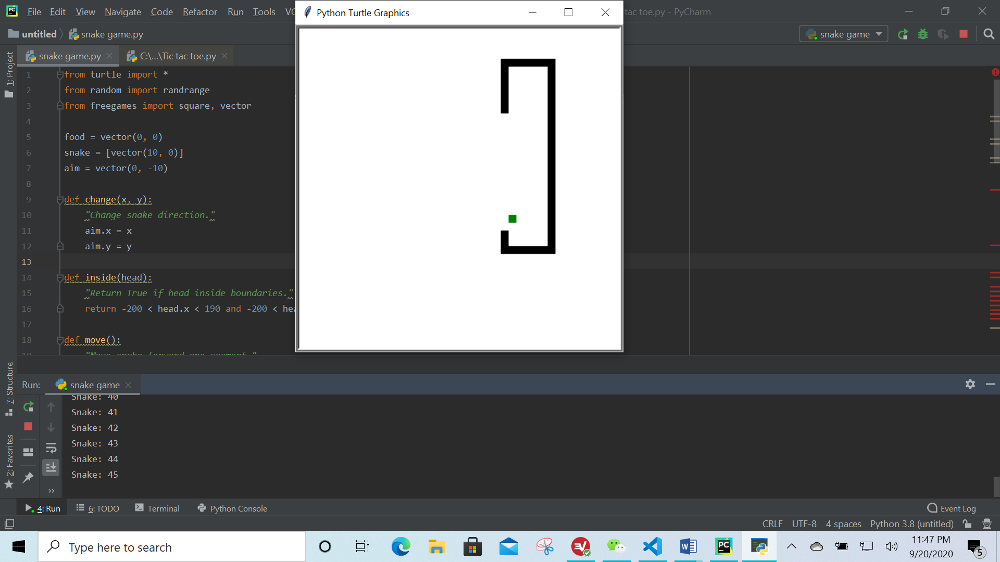 File Edit View Navigate Code Refactor Run Tools
tac toe.py - PyCharm
Python Turtle Graphics
untitled snake game.py
snake game
snake game.py C:\...\Tic tac toe.py
1: Project
1 from turtle import *
2 from random import randrange
3 from freegames import square, vector
4
5 food = vector(0, 0)
6 snake = [vector(10, 0)]
7 aim = vector(0, -10)
8
9 def change(x, y):
10 "Change snake direction."
11 aim.x = x
12 aim.y = y
13
14 def inside(head):
15 "Return True if head inside boundaries."
16 return -200 < head.x < 190 and -200 <
17
18 def move():
"Move snake forward one segment."
7: Structure
2: Favorites
Run: snake game
Snake: 40
Snake: 41
Snake: 42
Snake: 43
Snake: 44
Snake: 45
4: Run 6: TODO Terminal Python Console Event Log
CRLF UTF-8 4 spaces Python 3.8 (untitled)
Type here to search
11:47 PM
9/20/2020
5